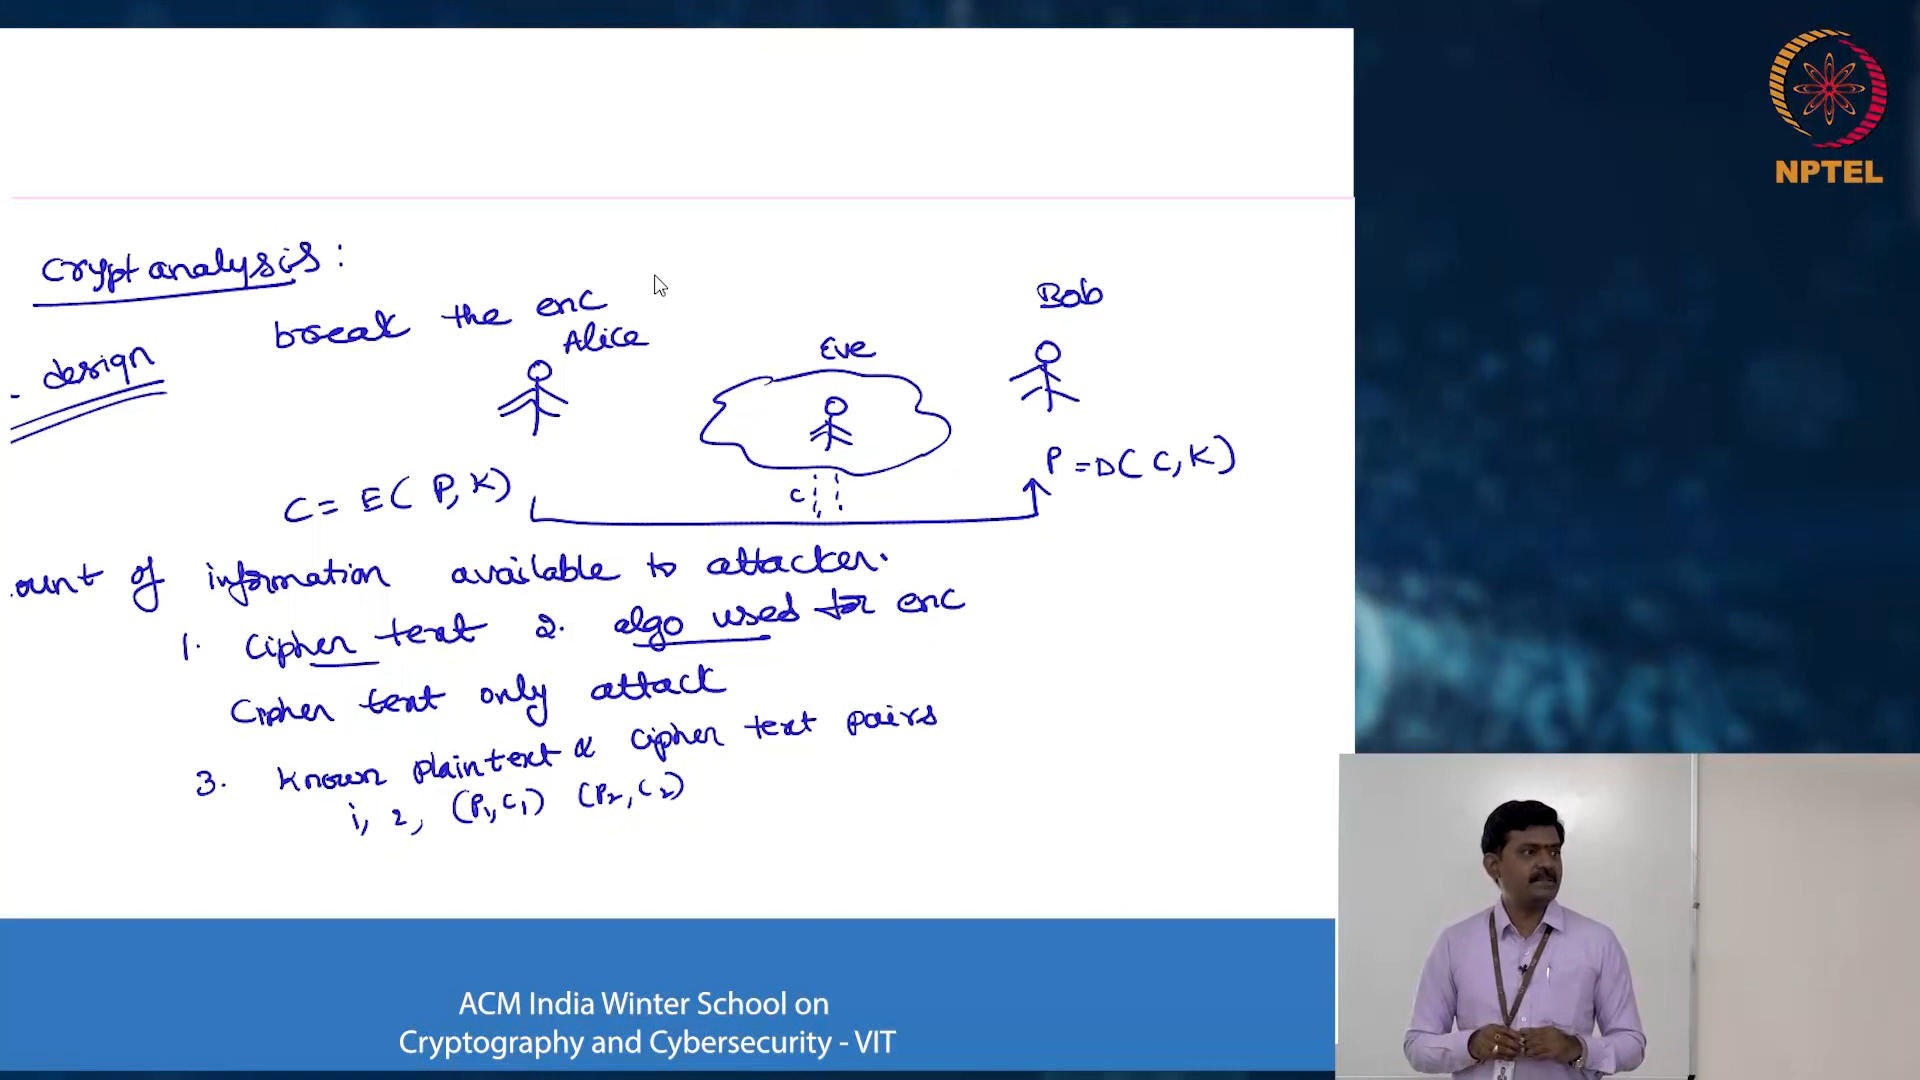 NPTEL
Cryptanalysis:
break the enc
- design
Alice
Eve
Bob
C = E( P, K)
C
P = D( C, K)
ount of information available to attacker.
1. Cipher text 2. algo used for enc
Cipher text only attack
3. Known plaintext & Cipher text pairs
1, 2, (P1, C1) (P2, C2)
ACM India Winter School on
Cryptography and Cybersecurity - VIT